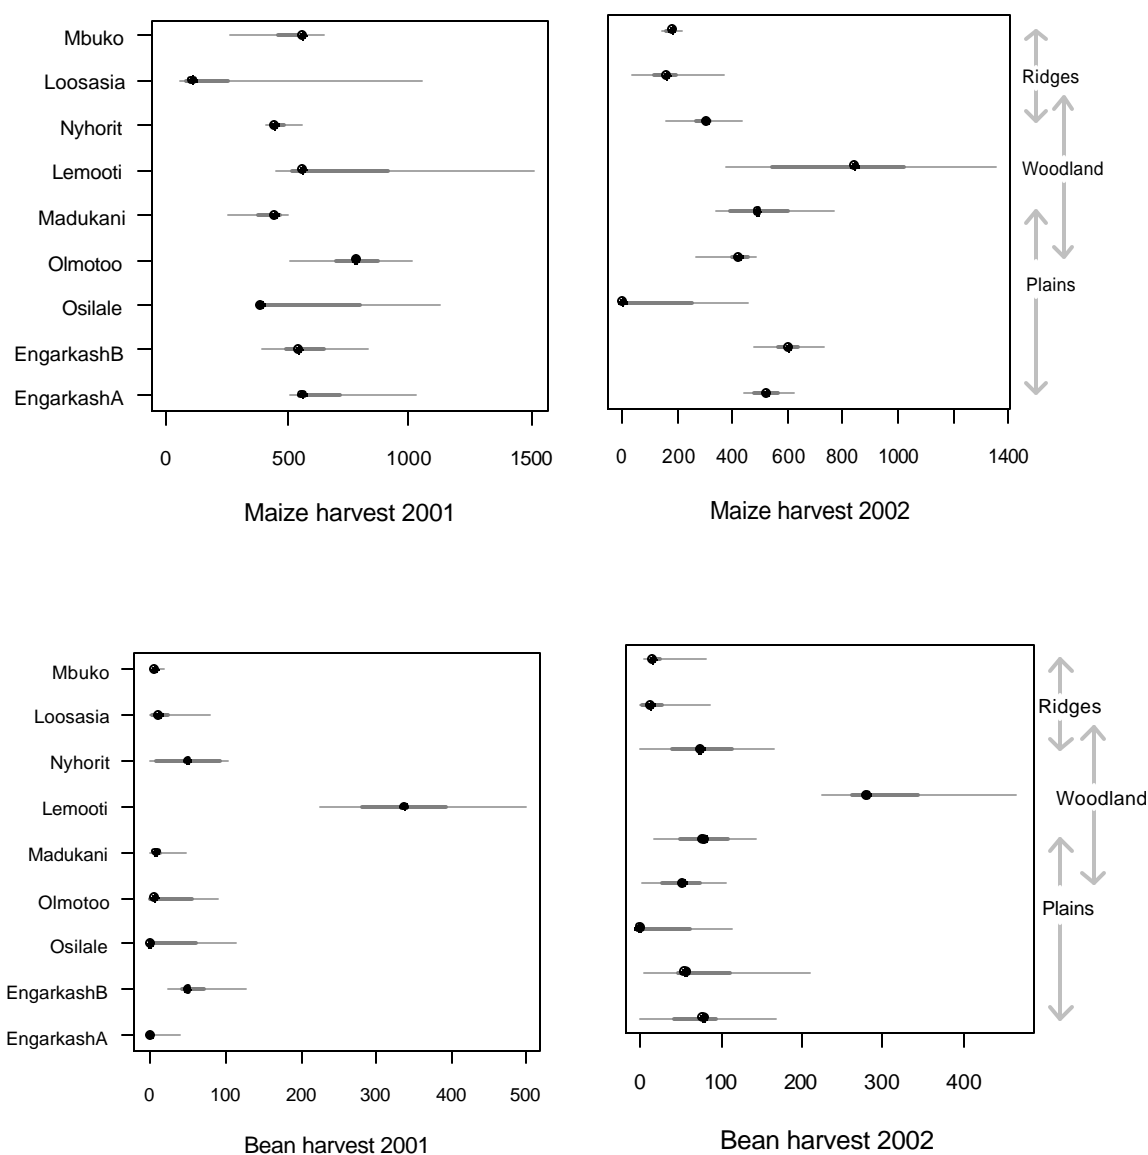 Mbuko
Loosasia
Nyhorit
Lemooti
Madukani
Olmotoo
Osilale
EngarkashB
EngarkashA
0 500 1000 1500
Maize harvest 2001
0 200 400 600 800 1000 1400
Maize harvest 2002
Ridges
Woodland
Plains
Mbuko
Loosasia
Nyhorit
Lemooti
Madukani
Olmotoo
Osilale
EngarkashB
EngarkashA
0 100 200 300 400 500
Bean harvest 2001
0 100 200 300 400
Bean harvest 2002
Ridges
Woodland
Plains